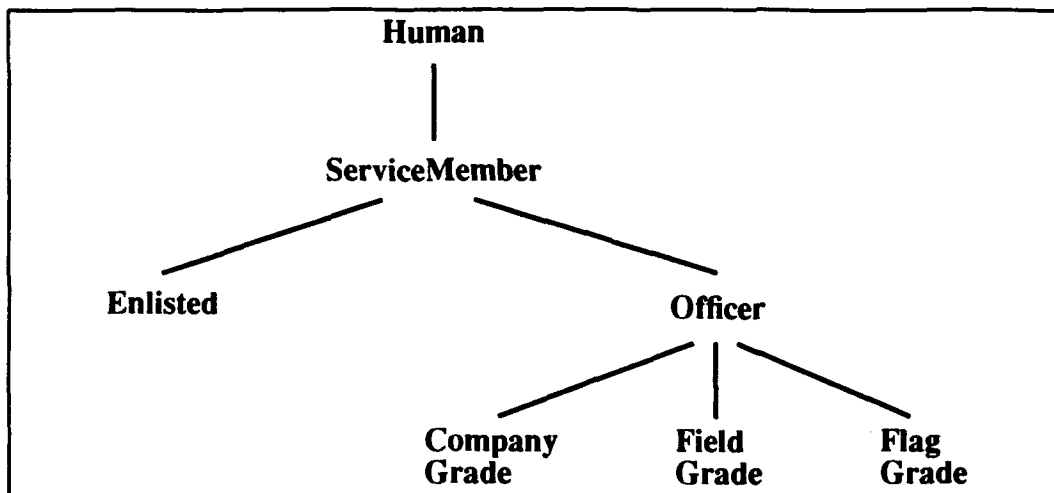 Human
ServiceMember
Enlisted
Officer
Company
Grade
Field
Grade
Flag
Grade